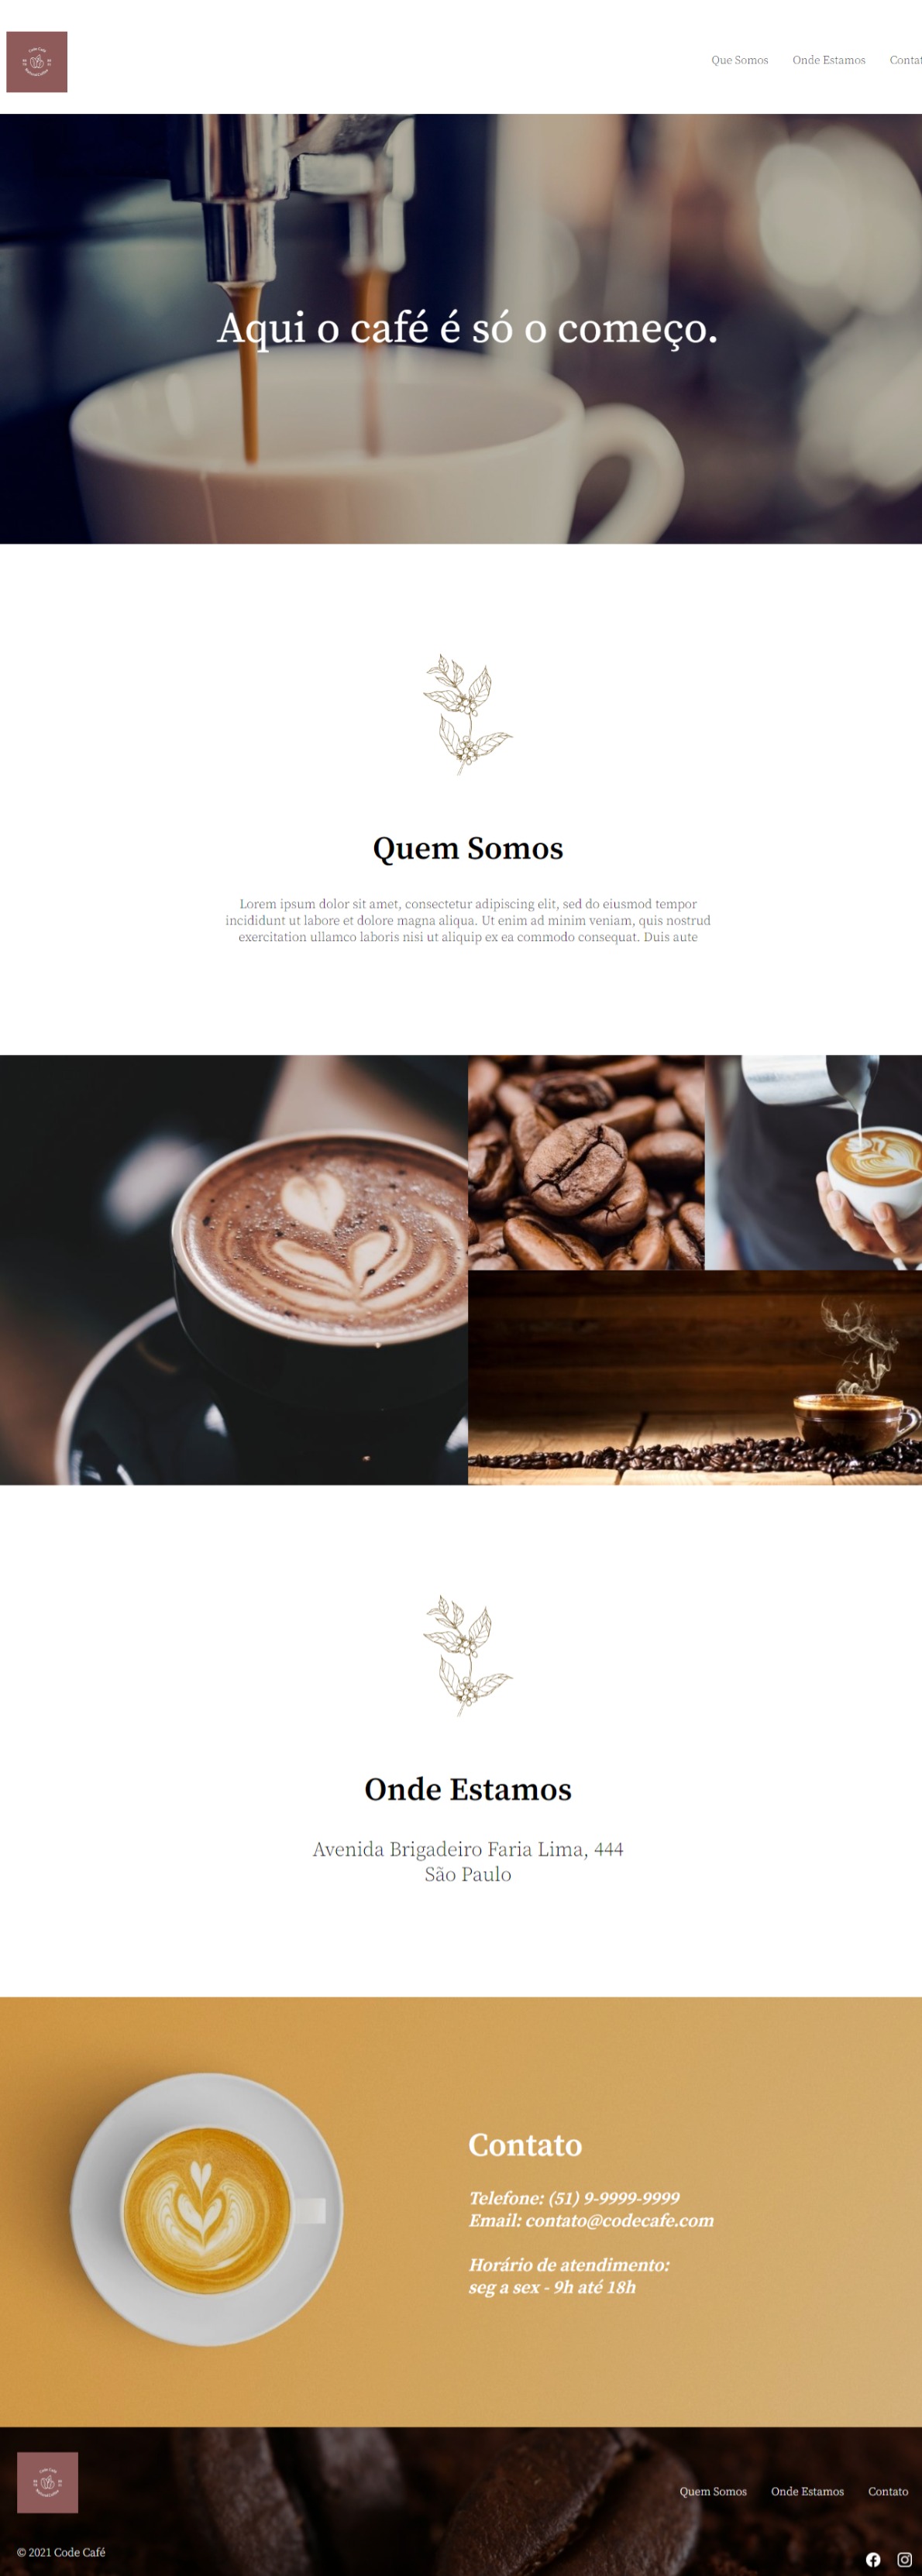 Code Café
Que Somos
Onde Estamos
Aqui o café é só o começo.
Quem Somos
Lorem ipsum dolor sit amet, consectetur adipiscing elit, sed do eiusmod tempor
incididunt ut labore et dolore magna aliqua. Ut enim ad minim veniam, quis nostrud
exercitation ullamco laboris nisi ut aliquip ex ea commodo consequat. Duis aute
Onde Estamos
Avenida Brigadeiro Faria Lima, 444
São Paulo
Contato
Telefone: (51) 9-9999-9999
Email: contato@codecafe.com
Horário de atendimento:
seg a sex - 9h até 18h
Code Café
Quem Somos
Onde Estamos
Contato
© 2021 Code Café